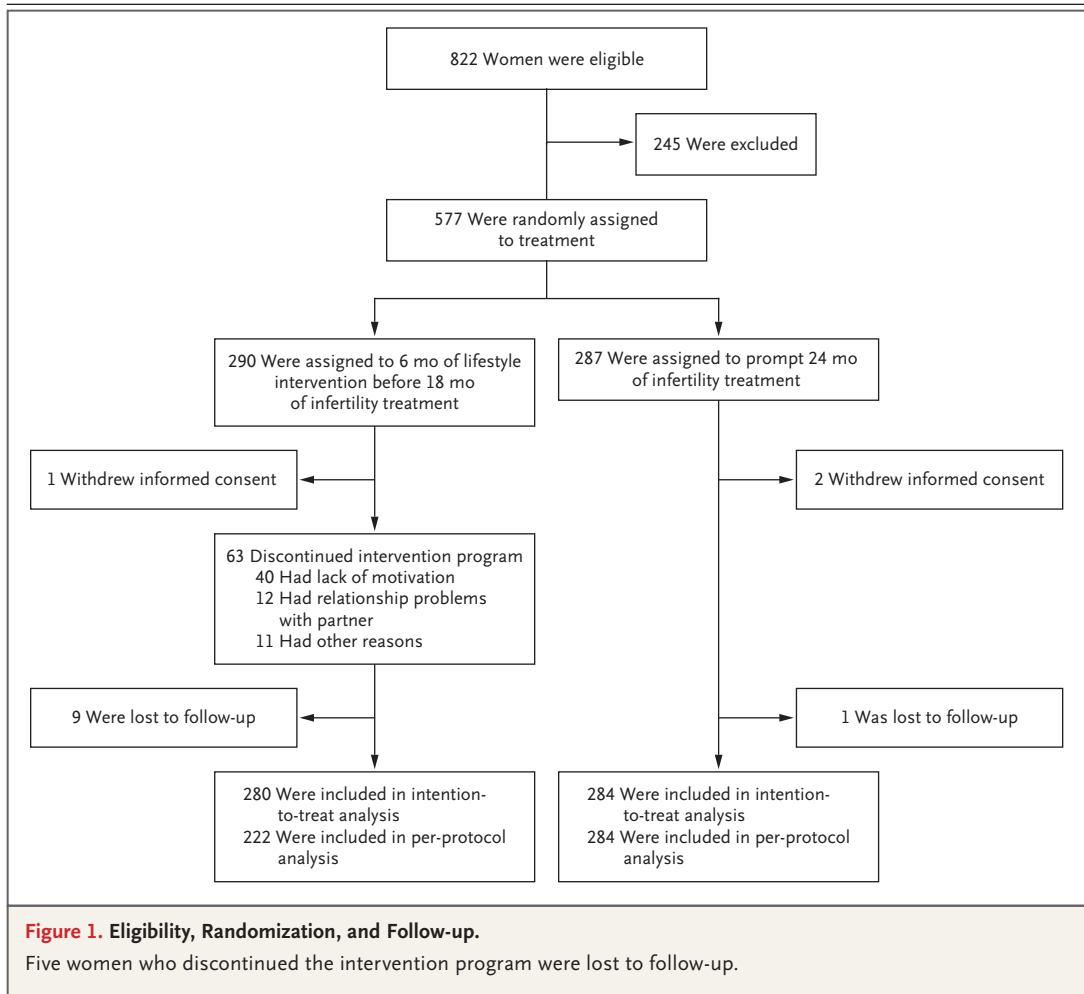 822 Women were eligible
245 Were excluded
577 Were randomly assigned
to treatment
290 Were assigned to 6 mo of lifestyle
intervention before 18 mo
of infertility treatment
287 Were assigned to prompt 24 mo
of infertility treatment
1 Withdrew informed consent
2 Withdrew informed consent
63 Discontinued intervention program
40 Had lack of motivation
12 Had relationship problems
with partner
11 Had other reasons
9 Were lost to follow-up
1 Was lost to follow-up
280 Were included in intention-
to-treat analysis
222 Were included in per-protocol
analysis
284 Were included in intention-
to-treat analysis
284 Were included in per-protocol
analysis
Figure 1. Eligibility, Randomization, and Follow-up.
Five women who discontinued the intervention program were lost to follow-up.